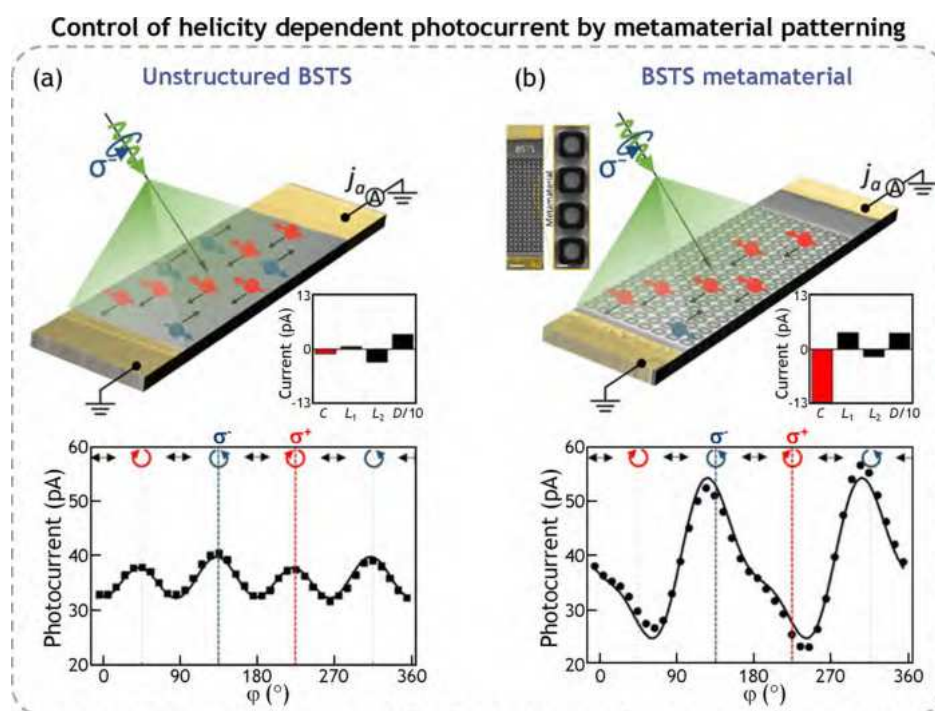 Control of helicity dependent photocurrent by metamaterial patterning
(a) Unstructured BSTS
σ-
ja
A
13
0
-13
Current (pA)
C L1 L2 D/10
σ- σ+
60
50
40
30
20
Photocurrent (pA)
0 90 180 270 360
φ (°)
(b) BSTS metamaterial
BSTS
Metamaterial
σ-
ja
A
13
0
-13
Current (pA)
C L1 L2 D/10
σ- σ+
60
50
40
30
20
Photocurrent (pA)
0 90 180 270 360
φ (°)